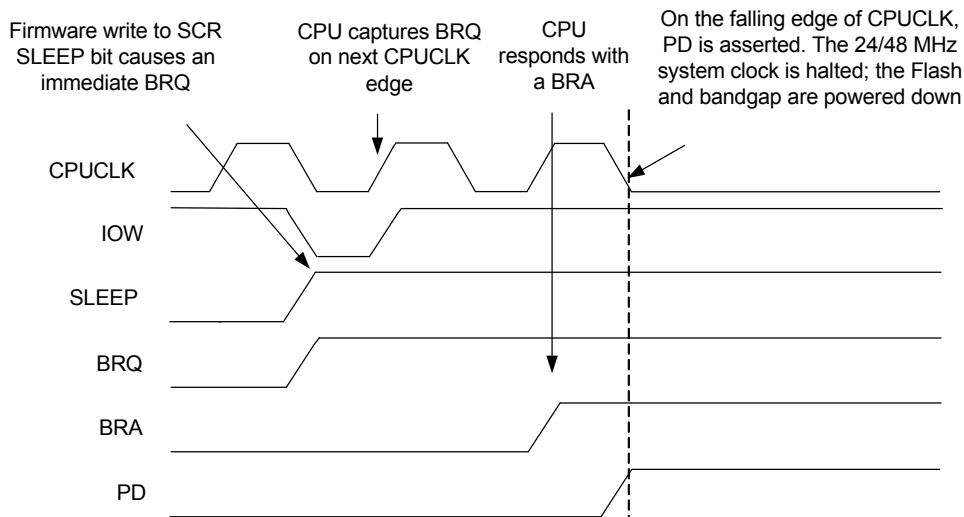 Firmware write to SCR
SLEEP bit causes an
immediate BRQ
CPU captures BRQ
on next CPUCLK
edge
CPU
responds with
a BRA
On the falling edge of CPUCLK,
PD is asserted. The 24/48 MHz
system clock is halted; the Flash
and bandgap are powered down
CPUCLK
IOW
SLEEP
BRQ
BRA
PD